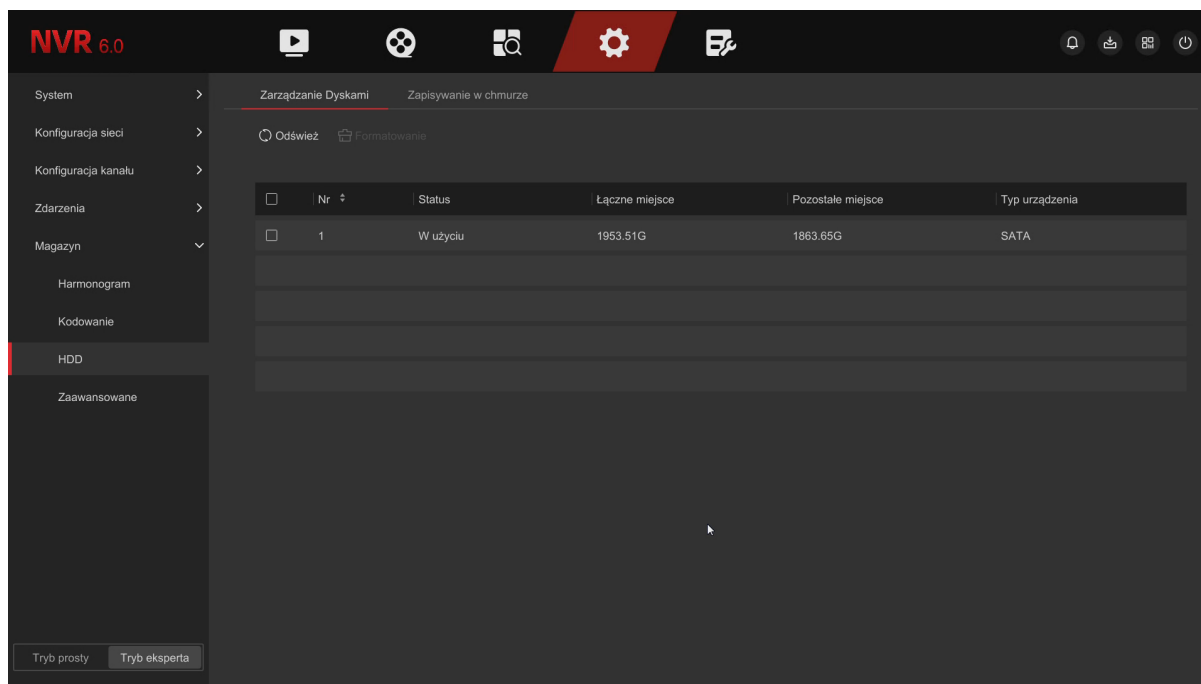 NVR 6.0
System
Konfiguracja sieci
Konfiguracja kanału
Zdarzenia
Magazyn
Harmonogram
Kodowanie
HDD
Zaawansowane
Tryb prosty Tryb eksperta
Zarządzanie Dyskami Zapisywanie w chmurze
Odśwież Formatowanie
Nr Status Łączne miejsce Pozostałe miejsce Typ urządzenia
1 W użyciu 1953.51G 1863.65G SATA